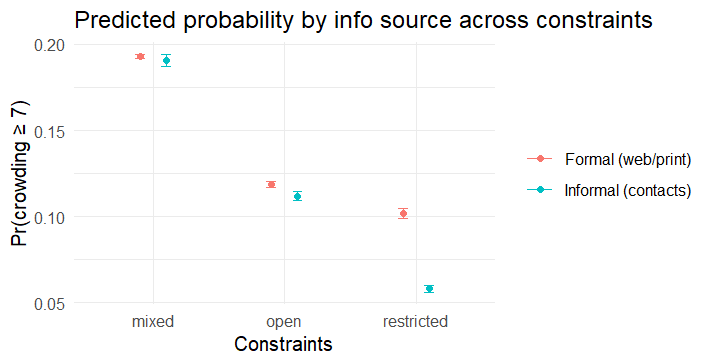 Predicted probability by info source across constraints
Pr(crowding ≥ 7)
0.20
0.15
0.10
0.05
mixed
open
restricted
Constraints
Formal (web/print)
Informal (contacts)